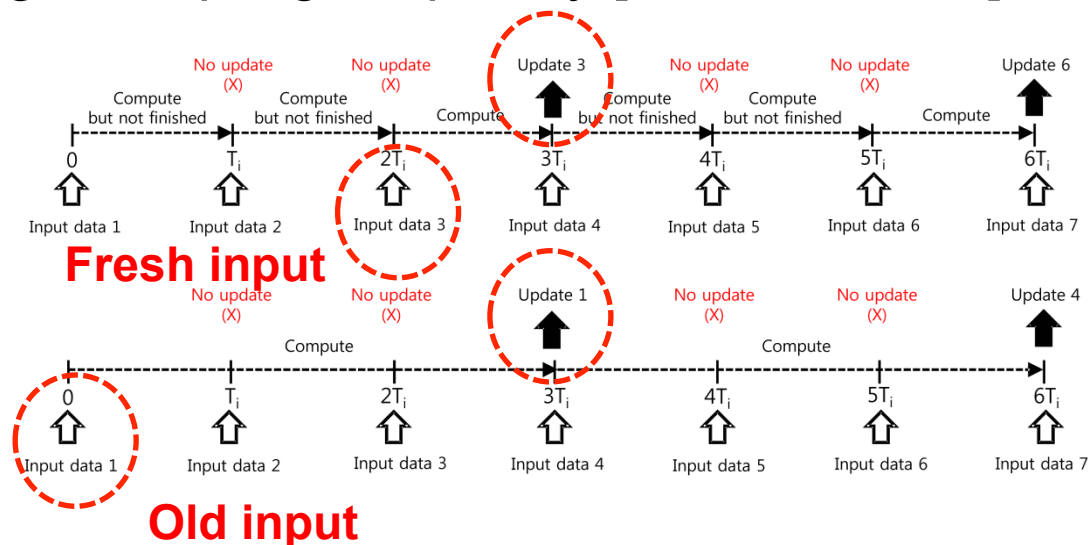 No update
(X)
No update
(X)
Update 3
No update
(X)
No update
(X)
Update 6
Compute
but not finished
Compute
but not finished
Compute
Compute
but not finished
Compute
but not finished
Compute
0
Ti
2Ti
3Ti
4Ti
5Ti
6Ti
Input data 1
Input data 2
Input data 3
Input data 4
Input data 5
Input data 6
Input data 7
Fresh input
No update
(X)
No update
(X)
Update 1
No update
(X)
No update
(X)
Update 4
Compute
Compute
0
Ti
2Ti
3Ti
4Ti
5Ti
6Ti
Input data 1
Input data 2
Input data 3
Input data 4
Input data 5
Input data 6
Input data 7
Old input